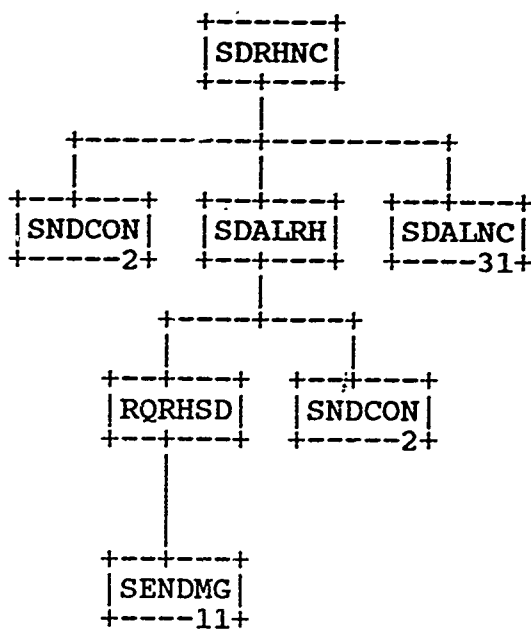 SDRHNC
SNDCON SDALRH SDALNC
2 31
RQRHSD SNDCON
2
SENDMG
11